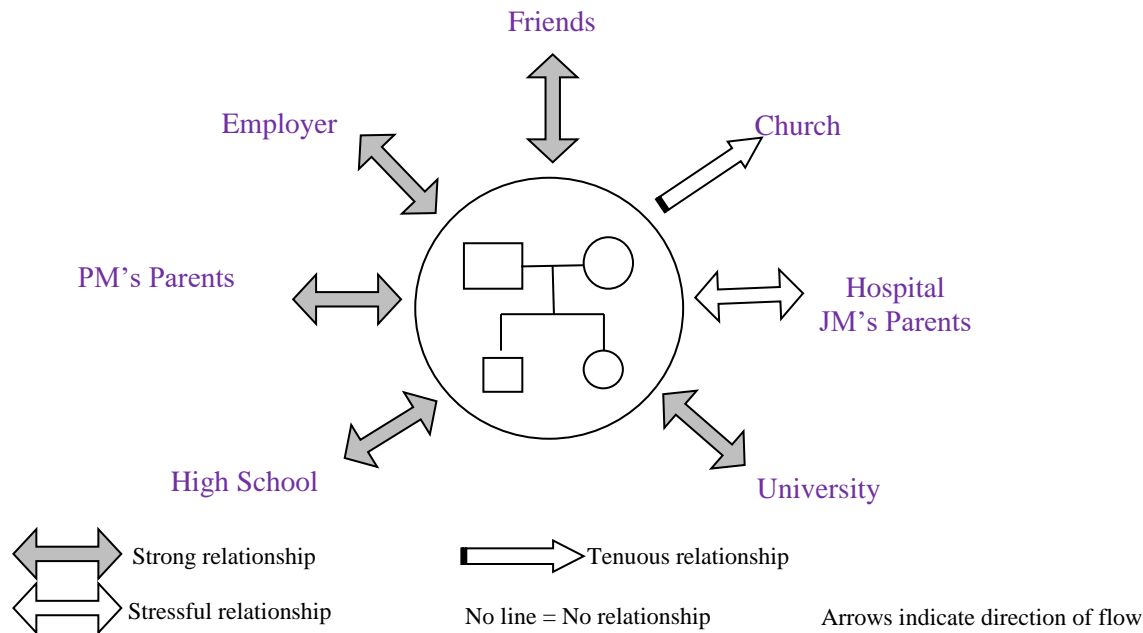 Friends
Employer
Church
PM's Parents
Hospital
JM's Parents
High School
University
Strong relationship
Tenuous relationship
Stressful relationship
No line = No relationship
Arrows indicate direction of flow